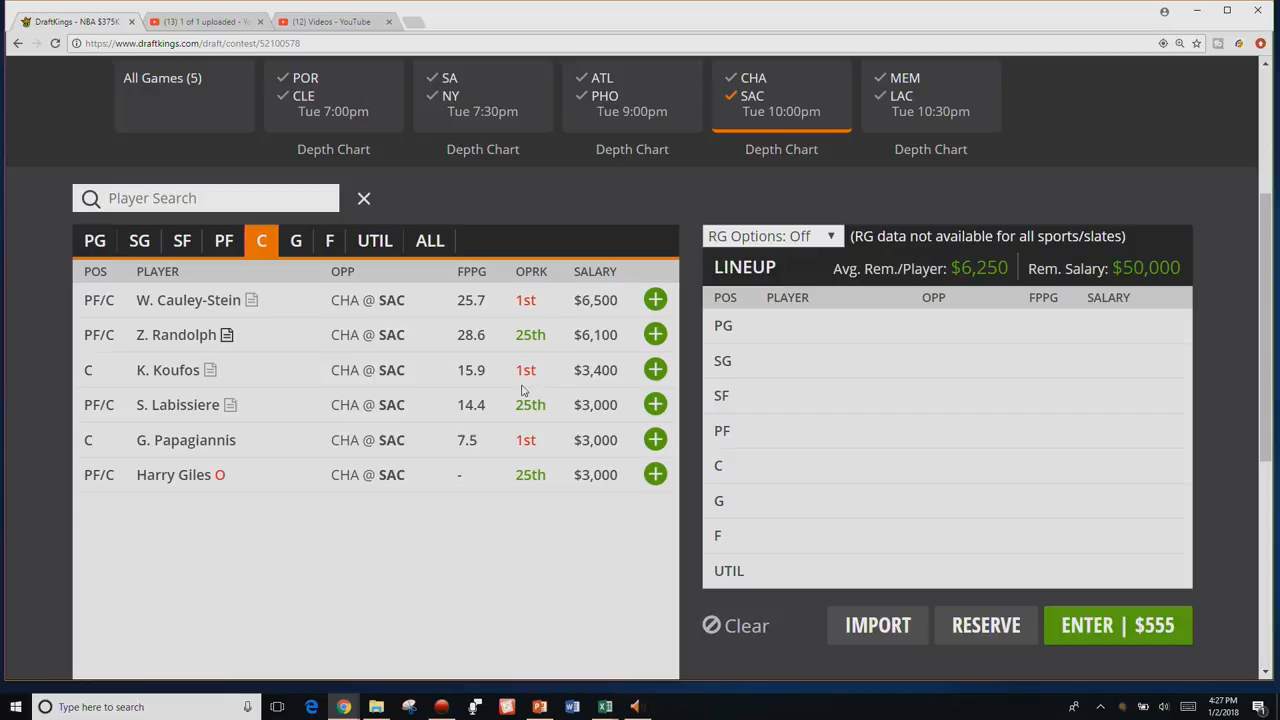 DraftKings - NBA $375K
(13) 1 of 1 uploaded - YouTube
(12) Videos - YouTube
https://www.draftkings.com/draft/contest/52100578
All Games (5)
POR
CLE
Tue 7:00pm
SA
NY
Tue 7:30pm
ATL
PHO
Tue 9:00pm
CHA
SAC
Tue 10:00pm
MEM
LAC
Tue 10:30pm
Depth Chart Depth Chart Depth Chart Depth Chart Depth Chart
Player Search
PG SG SF PF C G F UTIL ALL
POS PLAYER OPP FPPG OPRK SALARY
PF/C W. Cauley-Stein CHA @ SAC 25.7 1st $6,500
PF/C Z. Randolph CHA @ SAC 28.6 25th $6,100
C K. Koufos CHA @ SAC 15.9 1st $3,400
PF/C S. Labissiere CHA @ SAC 14.4 25th $3,000
C G. Papagiannis CHA @ SAC 7.5 1st $3,000
PF/C Harry Giles O CHA @ SAC - 25th $3,000
RG Options: Off (RG data not available for all sports/slates)
LINEUP Avg. Rem./Player: $6,250 Rem. Salary: $50,000
POS PLAYER OPP FPPG SALARY
PG
SG
SF
PF
C
G
F
UTIL
Clear IMPORT RESERVE ENTER | $555
Type here to search
4:27 PM
1/2/2018